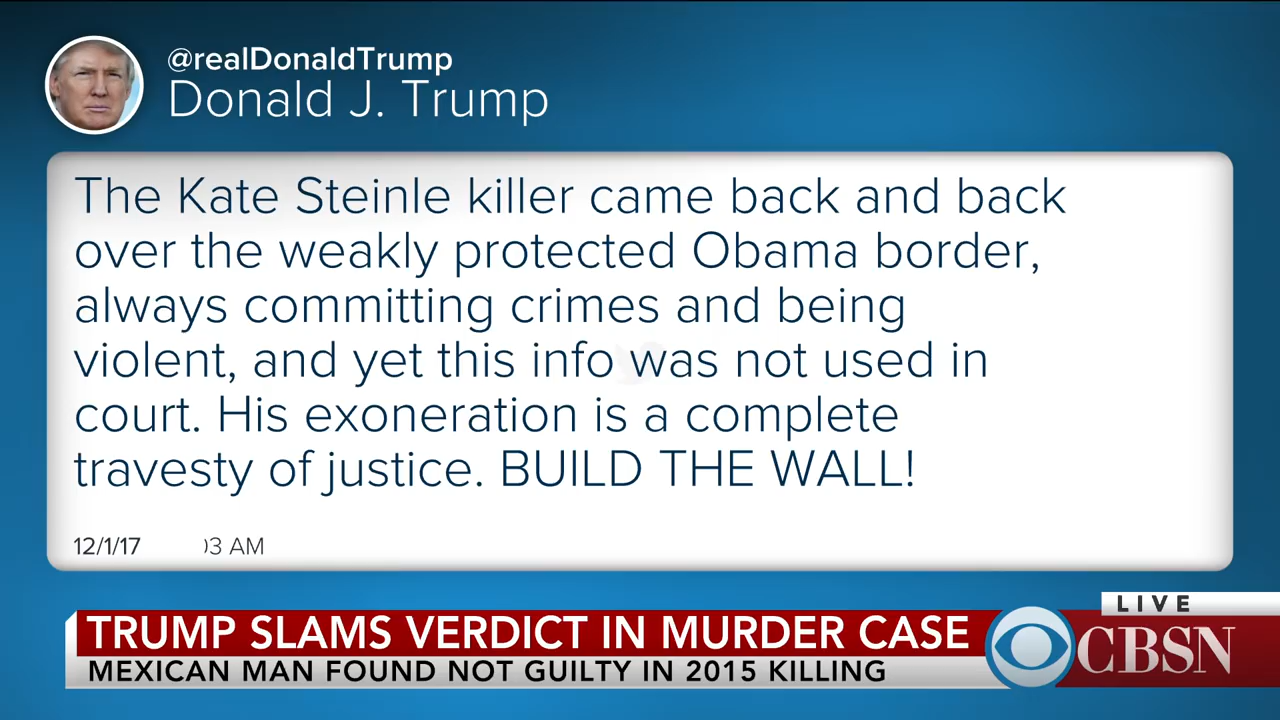 @realDonaldTrump
Donald J. Trump
The Kate Steinle killer came back and back
over the weakly protected Obama border,
always committing crimes and being
violent, and yet this info was not used in
court. His exoneration is a complete
travesty of justice. BUILD THE WALL!
12/1/17 3 AM
LIVE
TRUMP SLAMS VERDICT IN MURDER CASE
MEXICAN MAN FOUND NOT GUILTY IN 2015 KILLING
CBSN